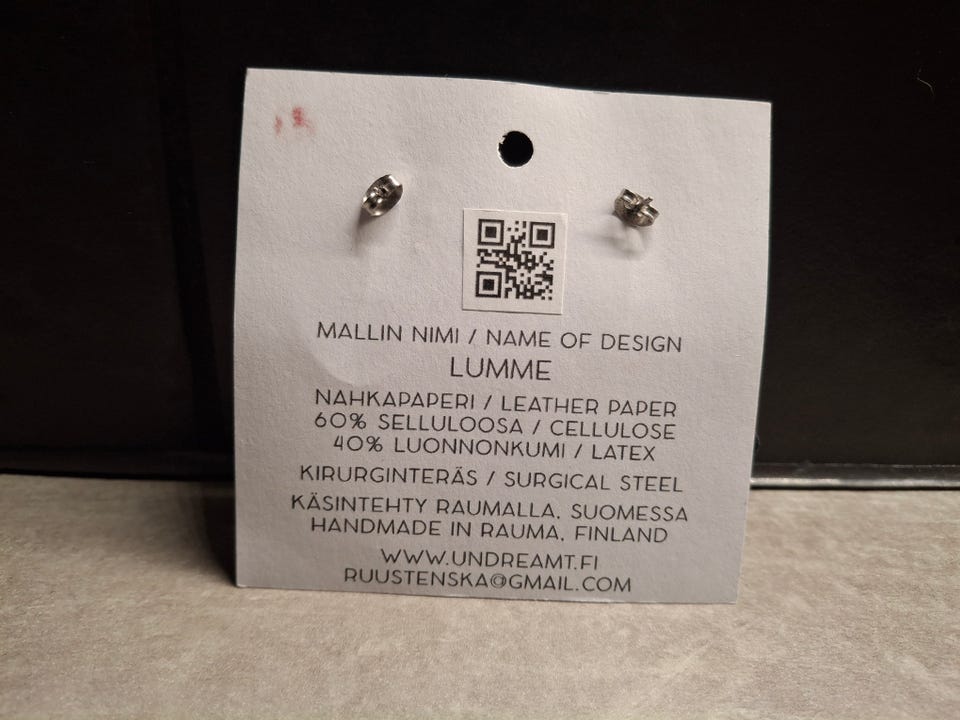 MALLIN NIMI / NAME OF DESIGN
LUMME
NAHKAPAPERI / LEATHER PAPER
60% SELLULOOSA / CELLULOSE
40% LUONNONKUMI / LATEX
KIRURGINTERÄS / SURGICAL STEEL
KÄSINTEHTY RAUMALLA, SUOMESSA
HANDMADE IN RAUMA, FINLAND
WWW.UNDREAMT.FI
RUUSTENSKA@GMAIL.COM